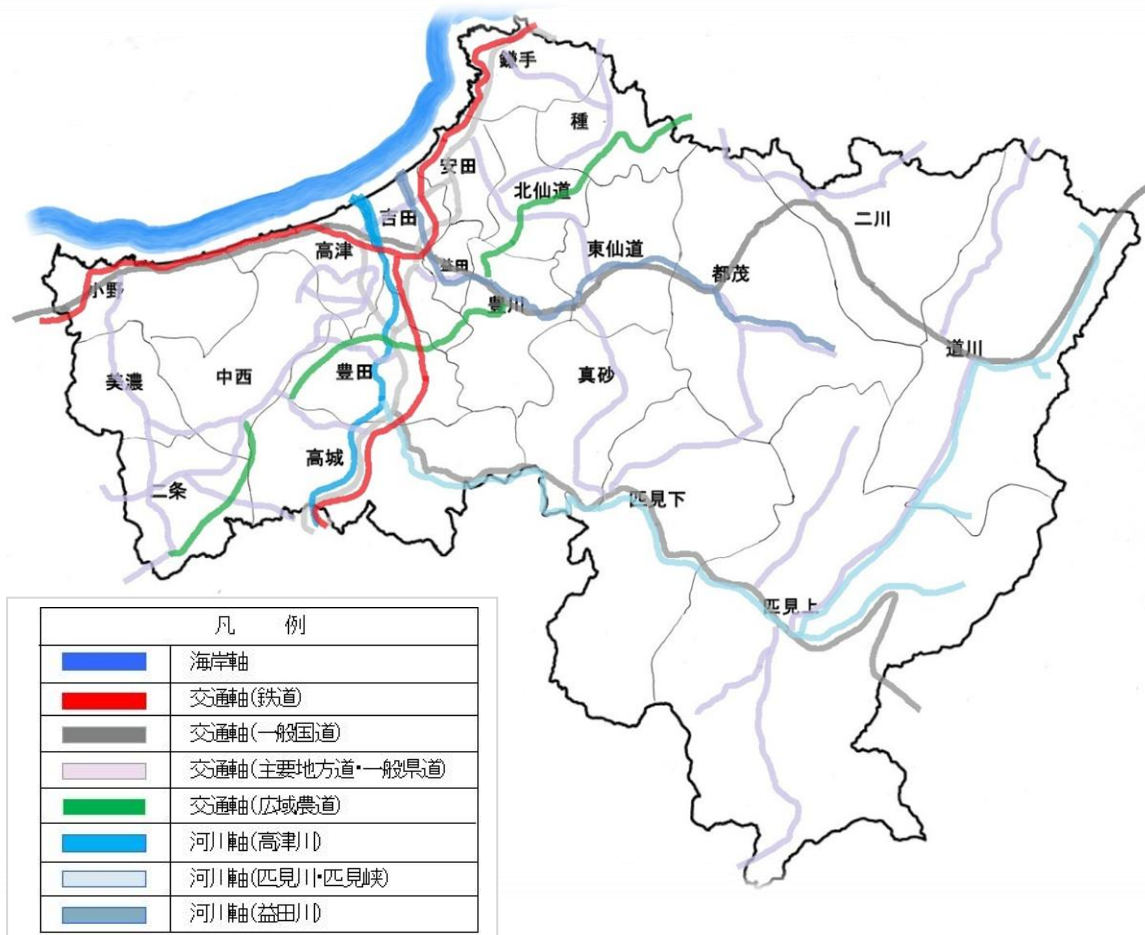 鎌手
種
安田
北仙道
吉田
二川
高津
東仙道
益田
都茂
小野
豊川
道川
美濃
中西
豊田
真砂
高城
二条
匹見下
匹見上
凡 例
海岸軸
交通軸(鉄道)
交通軸(一般国道)
交通軸(主要地方道・一般県道)
交通軸(広域農道)
河川軸(高津川)
河川軸(匹見川・匹見峡)
河川軸(益田川)